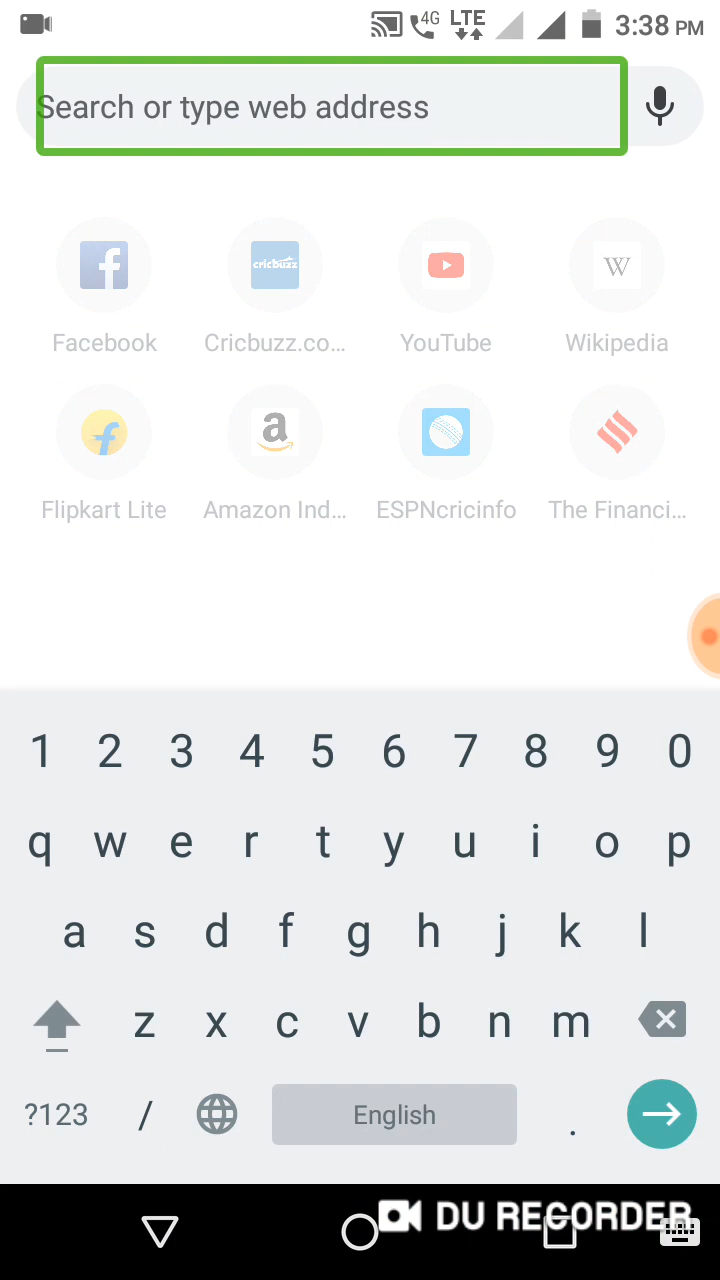 4G LTE 3:38 PM
Search or type web address
f cricbuzz W
Facebook Cricbuzz.co... YouTube Wikipedia
f a
Flipkart Lite Amazon Ind... ESPNcricinfo The Financi...
1 2 3 4 5 6 7 8 9 0
q w e r t y u i o p
a s d f g h j k l
z x c v b n m
?123 / English .
DU RECORDER